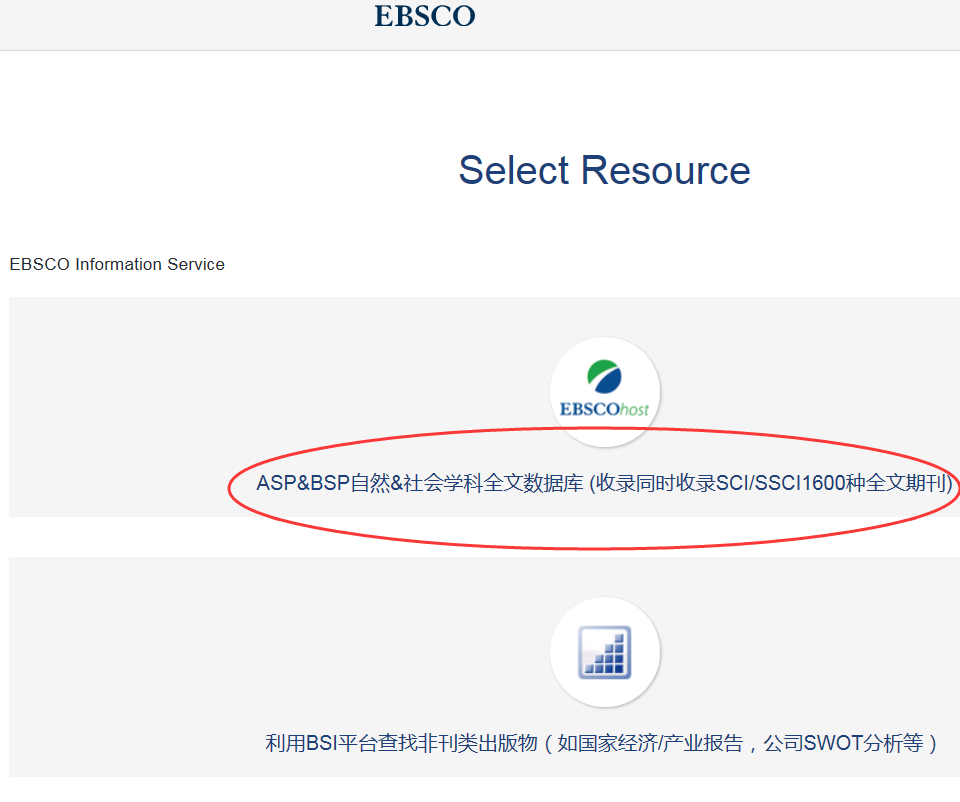 EBSCO
Select Resource
EBSCO Information Service
EBSCOhost
ASP&BSP自然&社会学科全文数据库 (收录同时收录SCI/SSCI1600种全文期刊)
利用BSI平台查找非刊类出版物（如国家经济/产业报告，公司SWOT分析等）